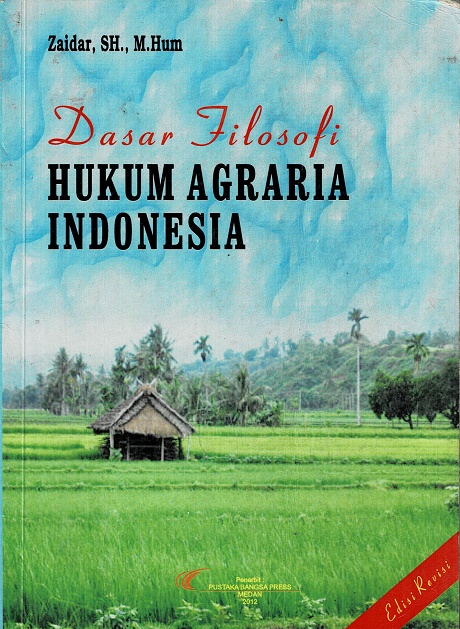 Zaidar, SH., M.Hum
Dasar Filosofi
HUKUM AGRARIA
INDONESIA
Penerbit :
PUSTAKA BANGSA PRESS
MEDAN
2012
Edisi Revisi